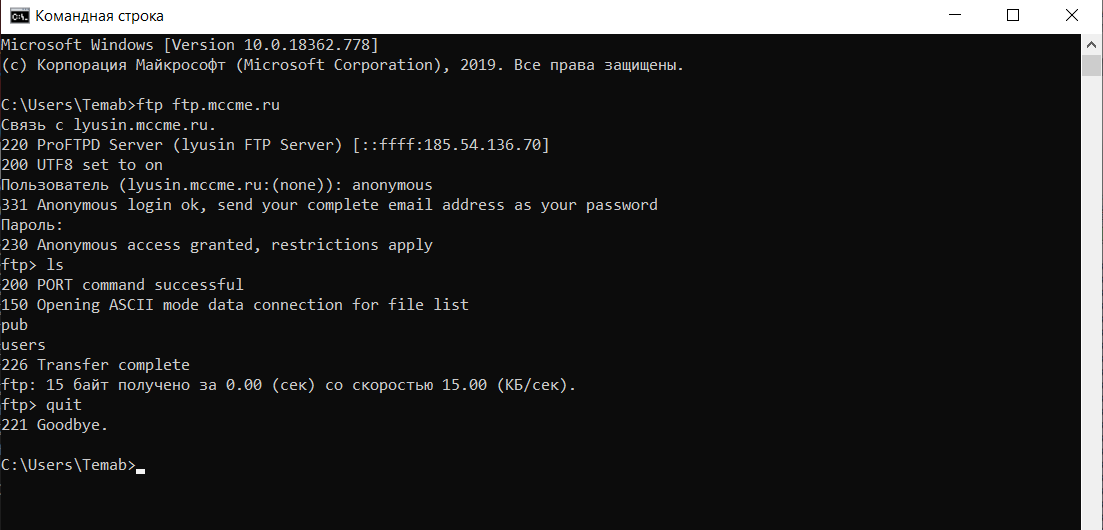 Командная строка
Microsoft Windows [Version 10.0.18362.778]
(c) Корпорация Майкрософт (Microsoft Corporation), 2019. Все права защищены.
C:\Users\Temab>ftp ftp.mccme.ru
Связь с lyusin.mccme.ru.
220 ProFTPD Server (lyusin FTP Server) [::ffff:185.54.136.70]
200 UTF8 set to on
Пользователь (lyusin.mccme.ru:(none)): anonymous
331 Anonymous login ok, send your complete email address as your password
Пароль:
230 Anonymous access granted, restrictions apply
ftp> ls
200 PORT command successful
150 Opening ASCII mode data connection for file list
pub
users
226 Transfer complete
ftp: 15 байт получено за 0.00 (сек) со скоростью 15.00 (КБ/сек).
ftp> quit
221 Goodbye.
C:\Users\Temab>